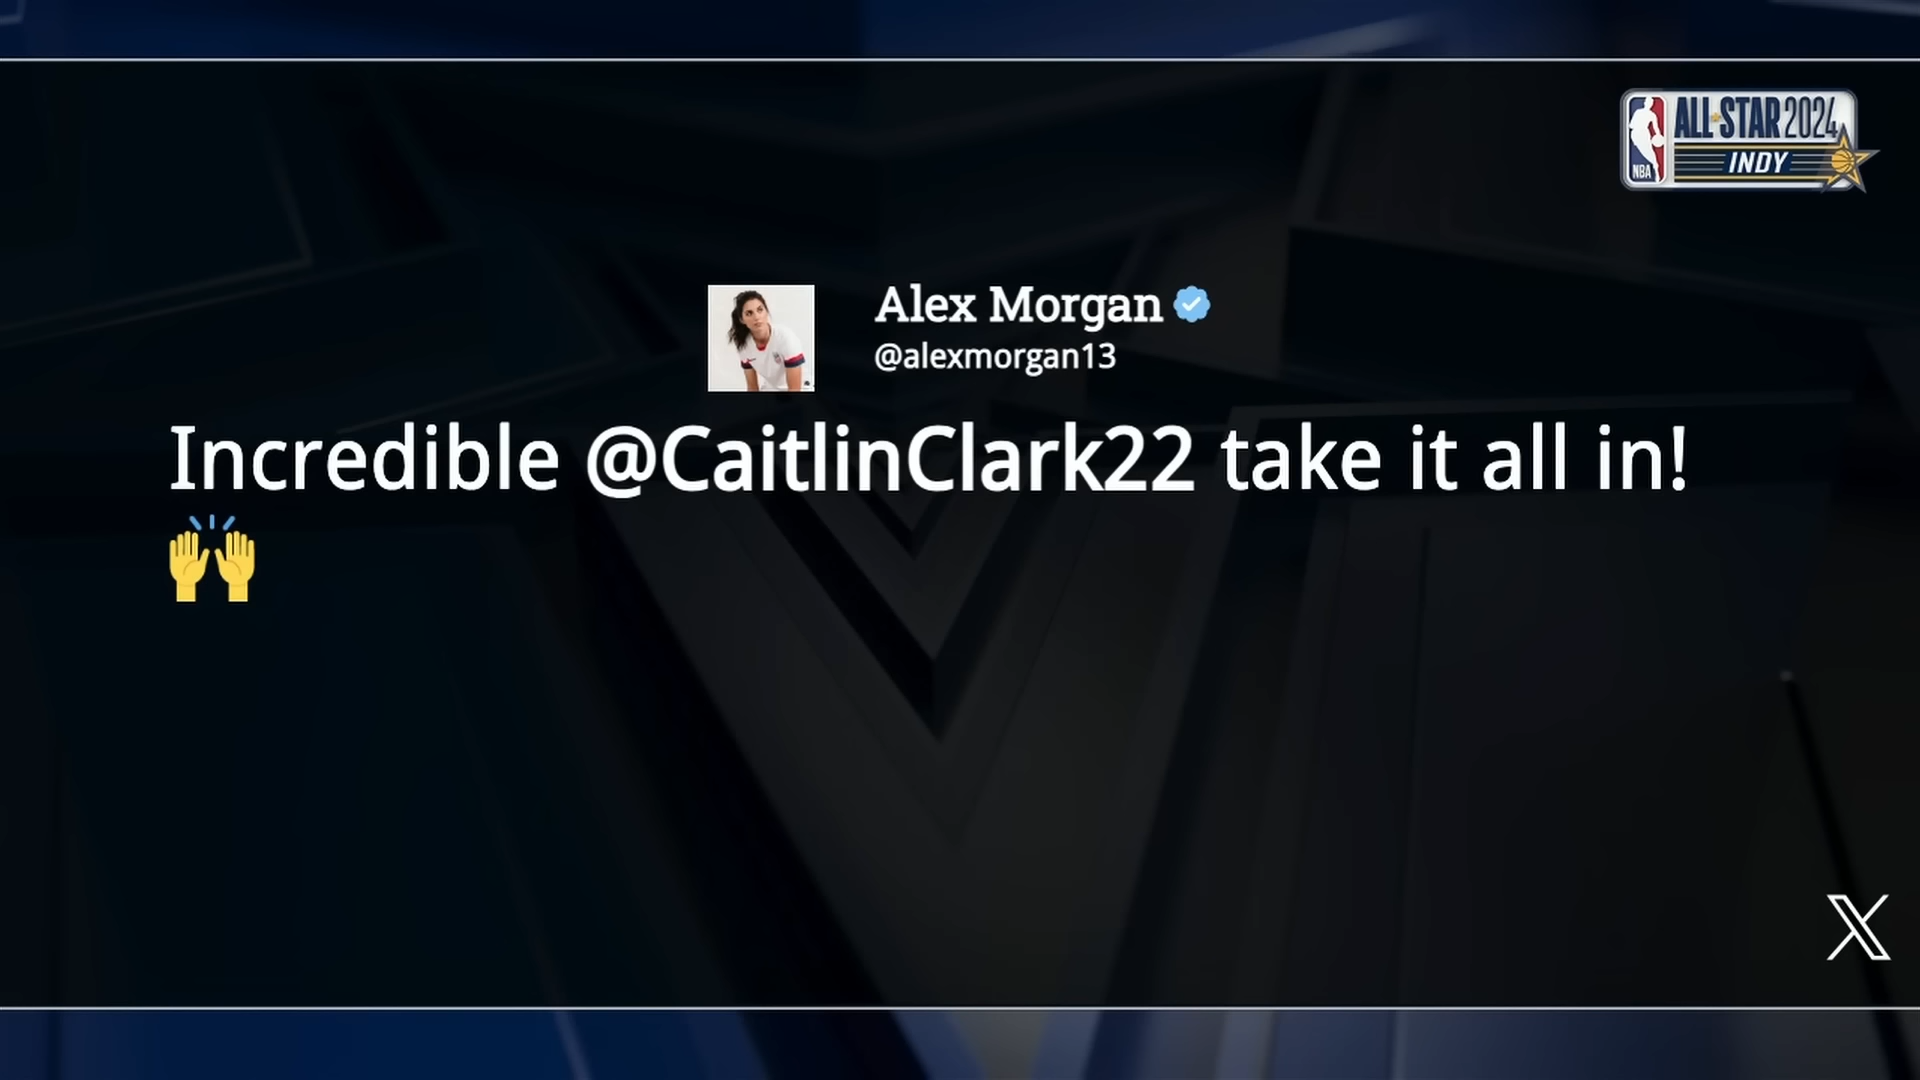 ALL STAR 2024
NBA
INDY
Alex Morgan
@alexmorgan13
Incredible @CaitlinClark22 take it all in!
🙌
X